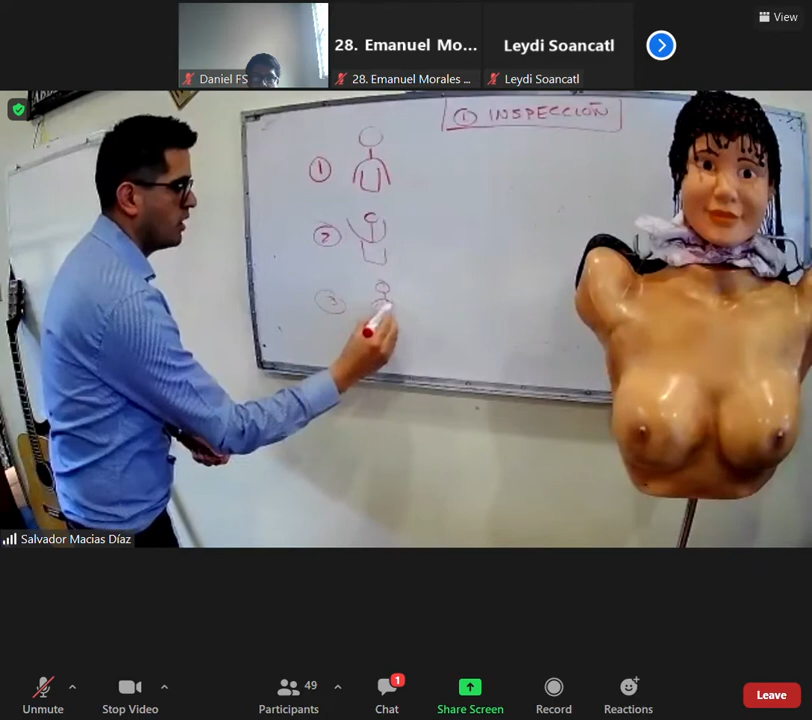 View
28. Emanuel Mo...
Leydi Soancatl
Daniel FS
28. Emanuel Morales ...
Leydi Soancatl
① INSPECCIÓN
①
②
③
Salvador Macias Díaz
49
1
Unmute
Stop Video
Participants
Chat
Share Screen
Record
Reactions
Leave